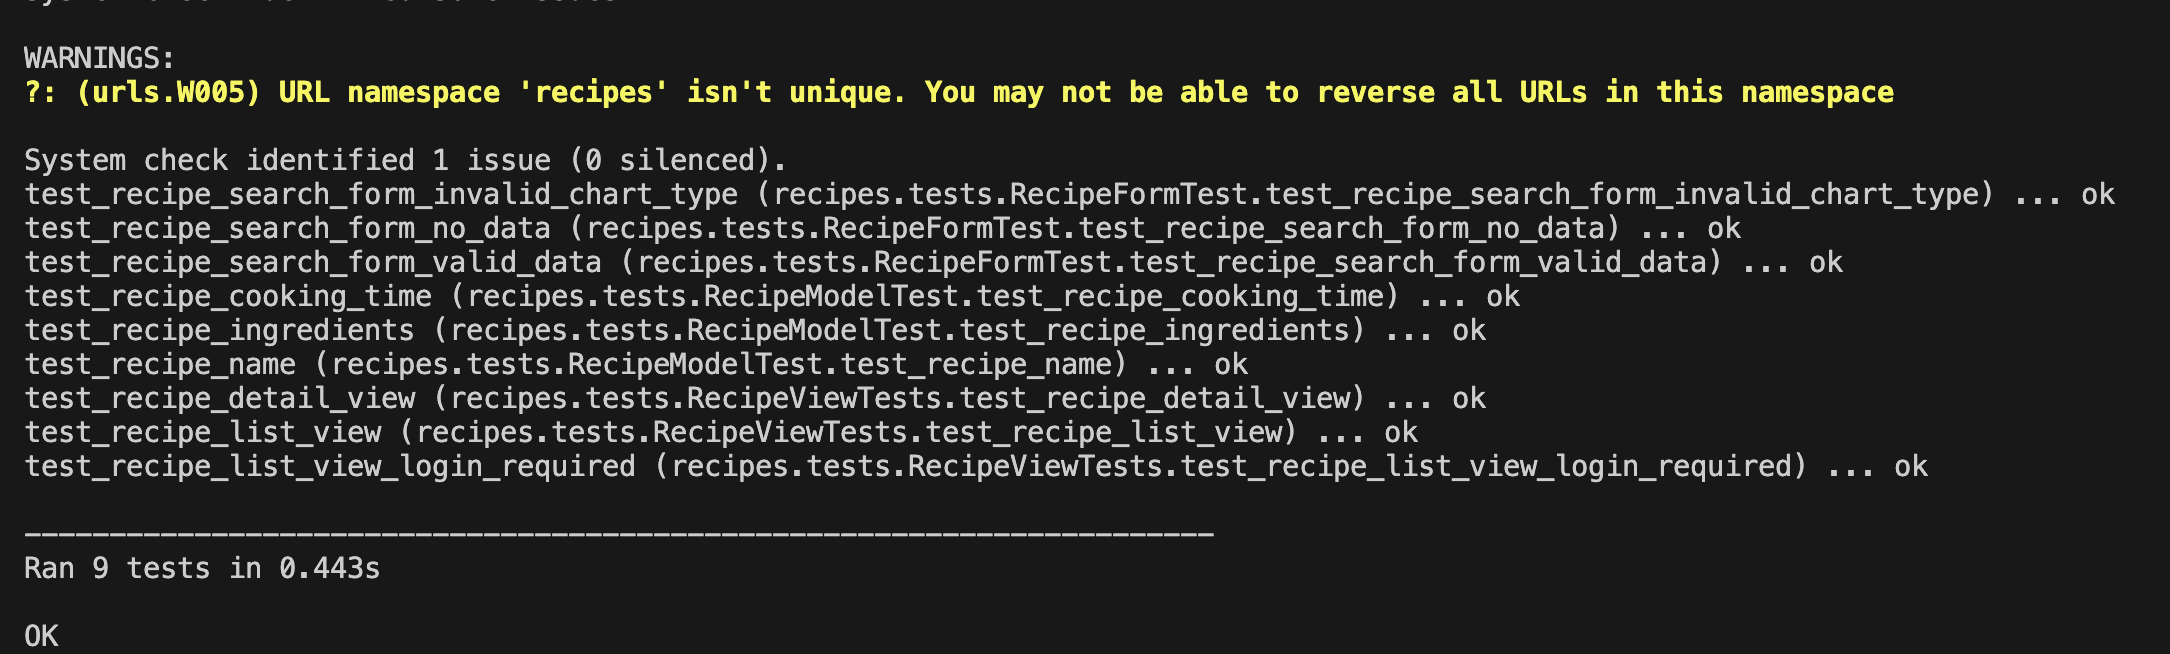 WARNINGS:
?: (urls.W005) URL namespace 'recipes' isn't unique. You may not be able to reverse all URLs in this namespace
System check identified 1 issue (0 silenced).
test_recipe_search_form_invalid_chart_type (recipes.tests.RecipeFormTest.test_recipe_search_form_invalid_chart_type) ... ok
test_recipe_search_form_no_data (recipes.tests.RecipeFormTest.test_recipe_search_form_no_data) ... ok
test_recipe_search_form_valid_data (recipes.tests.RecipeFormTest.test_recipe_search_form_valid_data) ... ok
test_recipe_cooking_time (recipes.tests.RecipeModelTest.test_recipe_cooking_time) ... ok
test_recipe_ingredients (recipes.tests.RecipeModelTest.test_recipe_ingredients) ... ok
test_recipe_name (recipes.tests.RecipeModelTest.test_recipe_name) ... ok
test_recipe_detail_view (recipes.tests.RecipeViewTests.test_recipe_detail_view) ... ok
test_recipe_list_view (recipes.tests.RecipeViewTests.test_recipe_list_view) ... ok
test_recipe_list_view_login_required (recipes.tests.RecipeViewTests.test_recipe_list_view_login_required) ... ok
----------------------------------------------------------------------
Ran 9 tests in 0.443s
OK